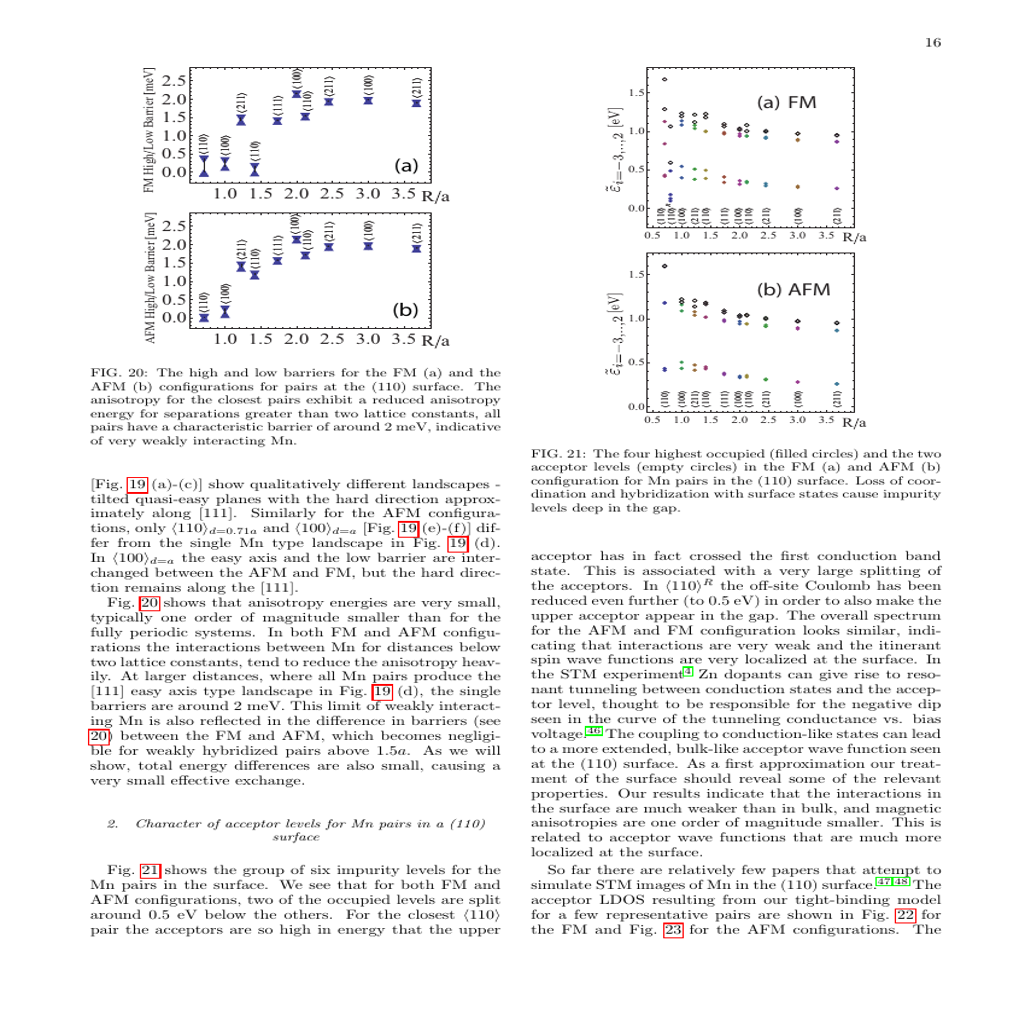 16
FM High/Low Barrier [meV]
2.5
2.0
1.5
1.0
0.5
0.0
⟨110⟩
⟨100⟩
⟨211⟩
⟨110⟩
⟨111⟩
⟨100⟩
⟨110⟩
⟨211⟩
⟨100⟩
⟨211⟩
(a)
1.0 1.5 2.0 2.5 3.0 3.5 R/a
AFM High/Low Barrier [meV]
2.5
2.0
1.5
1.0
0.5
0.0
⟨110⟩
⟨100⟩
⟨211⟩
⟨110⟩
⟨111⟩
⟨100⟩
⟨110⟩
⟨211⟩
⟨100⟩
⟨211⟩
(b)
1.0 1.5 2.0 2.5 3.0 3.5 R/a
FIG. 20: The high and low barriers for the FM (a) and the
AFM (b) configurations for pairs at the (110) surface. The
anisotropy for the closest pairs exhibit a reduced anisotropy
energy for separations greater than two lattice constants, all
pairs have a characteristic barrier of around 2 meV, indicative
of very weakly interacting Mn.
[Fig. 19 (a)-(c)] show qualitatively different landscapes -
tilted quasi-easy planes with the hard direction approx-
imately along [111]. Similarly for the AFM configura-
tions, only ⟨110⟩d=0.71a and ⟨100⟩d=a [Fig. 19 (e)-(f)] dif-
fer from the single Mn type landscape in Fig. 19 (d).
In ⟨100⟩d=a the easy axis and the low barrier are inter-
changed between the AFM and FM, but the hard direc-
tion remains along the [111].
Fig. 20 shows that anisotropy energies are very small,
typically one order of magnitude smaller than for the
fully periodic systems. In both FM and AFM configu-
rations the interactions between Mn for distances below
two lattice constants, tend to reduce the anisotropy heav-
ily. At larger distances, where all Mn pairs produce the
[111] easy axis type landscape in Fig. 19 (d), the single
barriers are around 2 meV. This limit of weakly interact-
ing Mn is also reflected in the difference in barriers (see
20) between the FM and AFM, which becomes negligi-
ble for weakly hybridized pairs above 1.5a. As we will
show, total energy differences are also small, causing a
very small effective exchange.
2. Character of acceptor levels for Mn pairs in a (110)
surface
Fig. 21 shows the group of six impurity levels for the
Mn pairs in the surface. We see that for both FM and
AFM configurations, two of the occupied levels are split
around 0.5 eV below the others. For the closest ⟨110⟩
pair the acceptors are so high in energy that the upper
ε̃i=−3,..,2 [eV]
1.5
1.0
0.5
0.0
(a) FM
⟨110⟩
⟨110⟩R
⟨100⟩
⟨211⟩
⟨110⟩
⟨111⟩
⟨100⟩
⟨110⟩
⟨211⟩
⟨100⟩
⟨211⟩
0.5 1.0 1.5 2.0 2.5 3.0 3.5 R/a
ε̃i=−3,..,2 [eV]
1.5
1.0
0.5
0.0
(b) AFM
⟨110⟩
⟨100⟩
⟨211⟩
⟨110⟩
⟨111⟩
⟨100⟩
⟨110⟩
⟨211⟩
⟨100⟩
⟨211⟩
0.5 1.0 1.5 2.0 2.5 3.0 3.5 R/a
FIG. 21: The four highest occupied (filled circles) and the two
acceptor levels (empty circles) in the FM (a) and AFM (b)
configuration for Mn pairs in the (110) surface. Loss of coor-
dination and hybridization with surface states cause impurity
levels deep in the gap.
acceptor has in fact crossed the first conduction band
state. This is associated with a very large splitting of
the acceptors. In ⟨110⟩R the off-site Coulomb has been
reduced even further (to 0.5 eV) in order to also make the
upper acceptor appear in the gap. The overall spectrum
for the AFM and FM configuration looks similar, indi-
cating that interactions are very weak and the itinerant
spin wave functions are very localized at the surface. In
the STM experiment4 Zn dopants can give rise to reso-
nant tunneling between conduction states and the accep-
tor level, thought to be responsible for the negative dip
seen in the curve of the tunneling conductance vs. bias
voltage.46 The coupling to conduction-like states can lead
to a more extended, bulk-like acceptor wave function seen
at the (110) surface. As a first approximation our treat-
ment of the surface should reveal some of the relevant
properties. Our results indicate that the interactions in
the surface are much weaker than in bulk, and magnetic
anisotropies are one order of magnitude smaller. This is
related to acceptor wave functions that are much more
localized at the surface.
So far there are relatively few papers that attempt to
simulate STM images of Mn in the (110) surface.47,48 The
acceptor LDOS resulting from our tight-binding model
for a few representative pairs are shown in Fig. 22 for
the FM and Fig. 23 for the AFM configurations. The